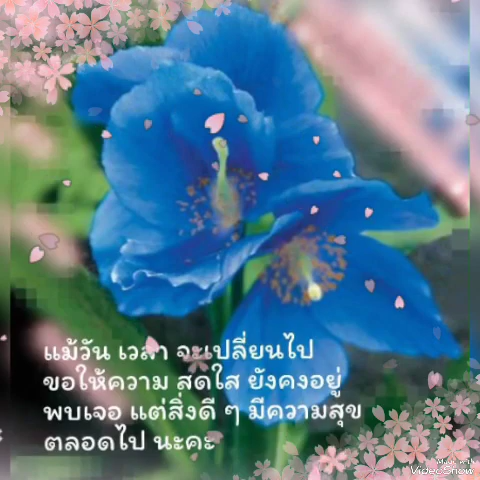 แม้วัน เวลา จะเปลี่ยนไป
ขอให้ความ สดใส ยังคงอยู่
พบเจอ แต่สิ่งดี ๆ มีความสุข
ตลอดไป นะคะ
Made with
VideoShow